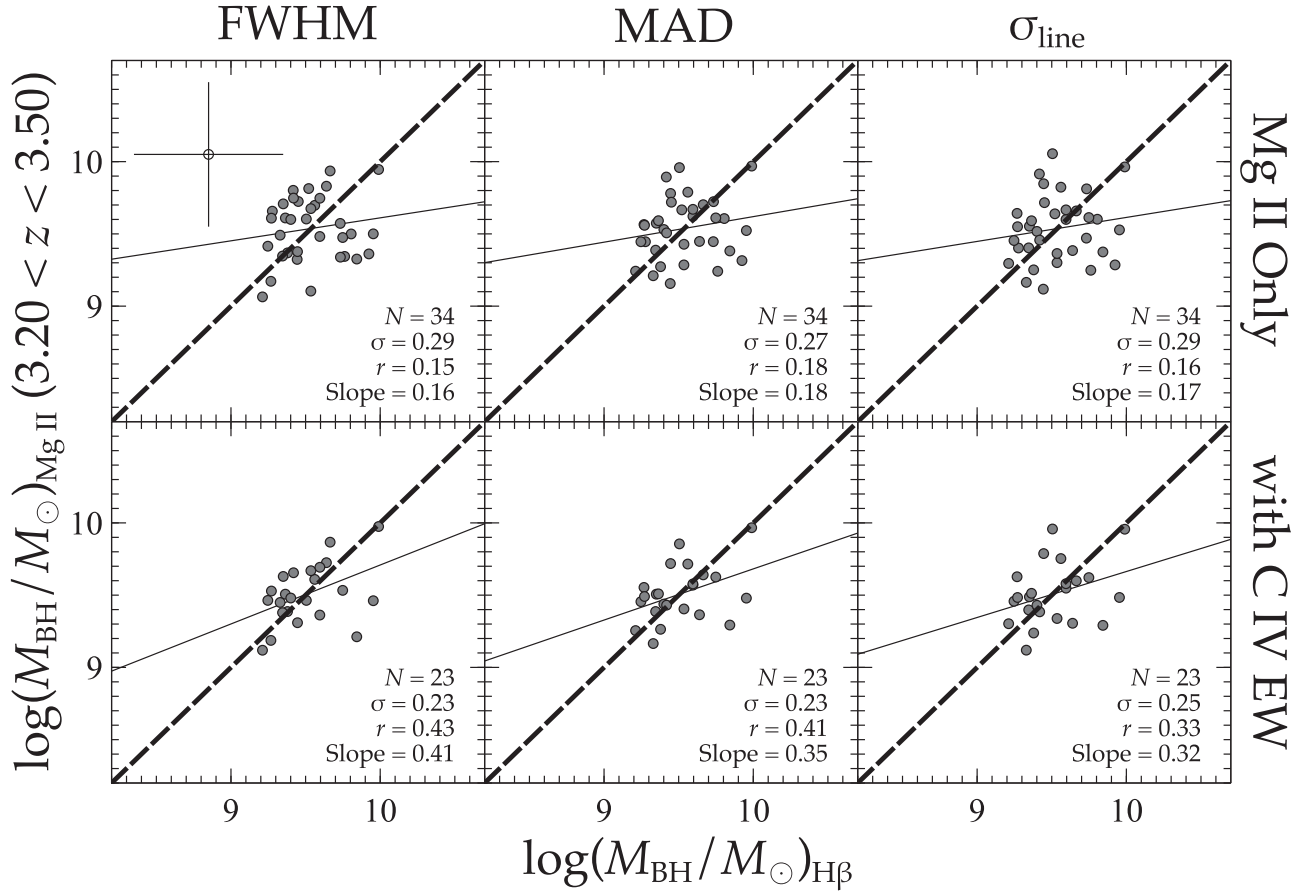 FWHM
MAD
σline
log(MBH/M⊙)Mg II (3.20 < z < 3.50)
10
9
N = 34
σ = 0.29
r = 0.15
Slope = 0.16
N = 34
σ = 0.27
r = 0.18
Slope = 0.18
N = 34
σ = 0.29
r = 0.16
Slope = 0.17
Mg II Only
10
9
N = 23
σ = 0.23
r = 0.43
Slope = 0.41
N = 23
σ = 0.23
r = 0.41
Slope = 0.35
N = 23
σ = 0.25
r = 0.33
Slope = 0.32
with C IV EW
9 10 9 10 9 10
log(MBH/M⊙)Hβ